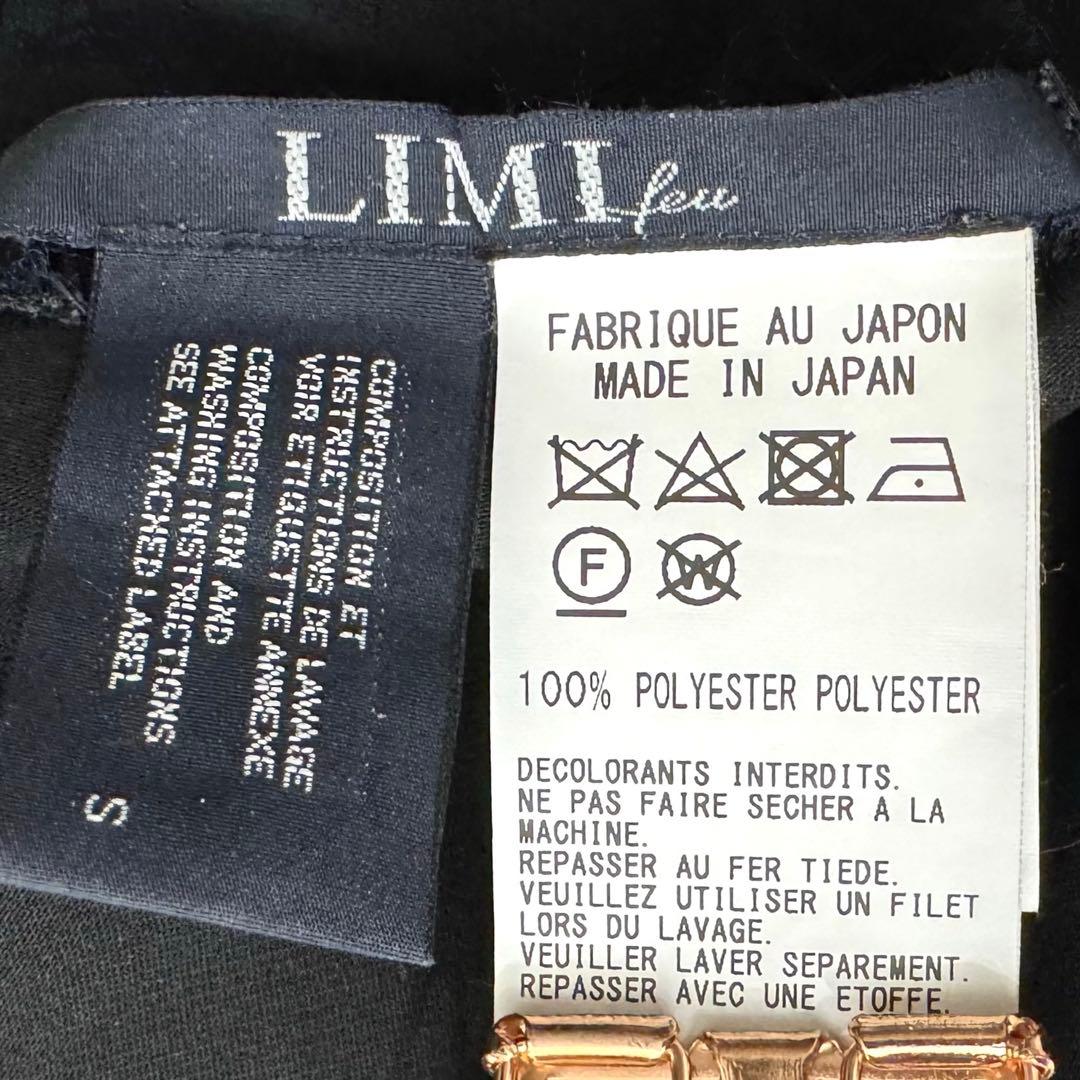 LIMI feu
COMPOSITION ET
INSTRUCTIONS DE LAVAGE
VOIR ETIQUETTE ANNEXE
COMPOSITION AND
WASHING INSTRUCTIONS
SEE ATTACHED LABEL
S
FABRIQUE AU JAPON
MADE IN JAPAN
F W
100% POLYESTER POLYESTER
DECOLORANTS INTERDITS.
NE PAS FAIRE SECHER A LA
MACHINE.
REPASSER AU FER TIEDE.
VEUILLEZ UTILISER UN FILET
LORS DU LAVAGE.
VEUILLER LAVER SEPAREMENT.
REPASSER AVEC UNE ETOFFE.